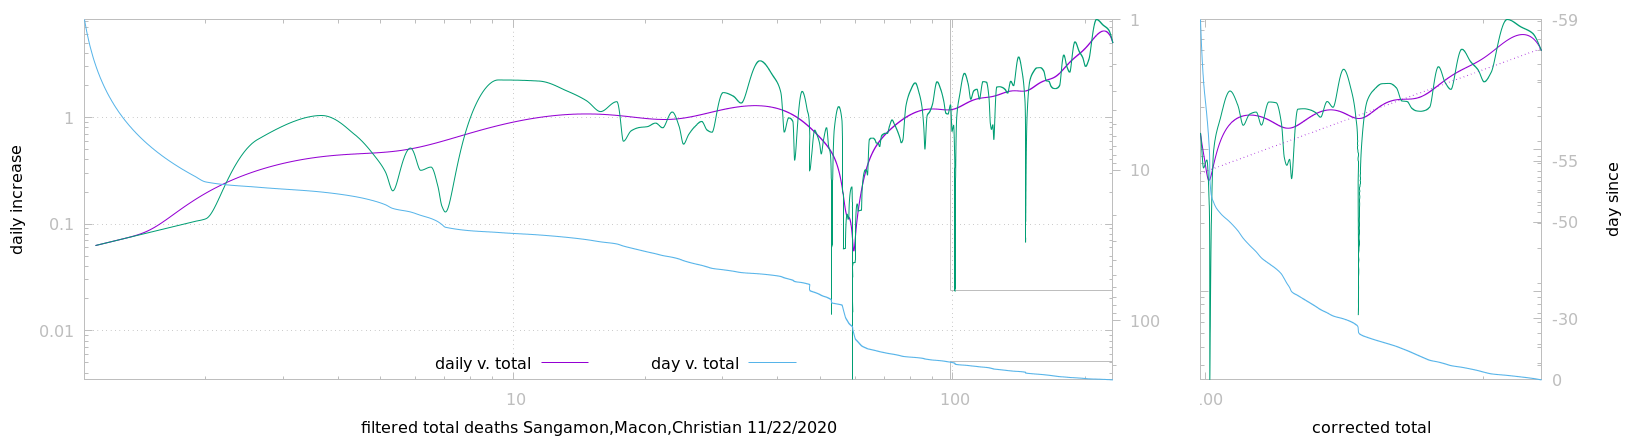 1
0.1
0.01
daily increase
daily v. total
day v. total
10
100
1
10
100
filtered total deaths Sangamon,Macon,Christian 11/22/2020
-59
-55
-50
-30
0
day since
.00
corrected total